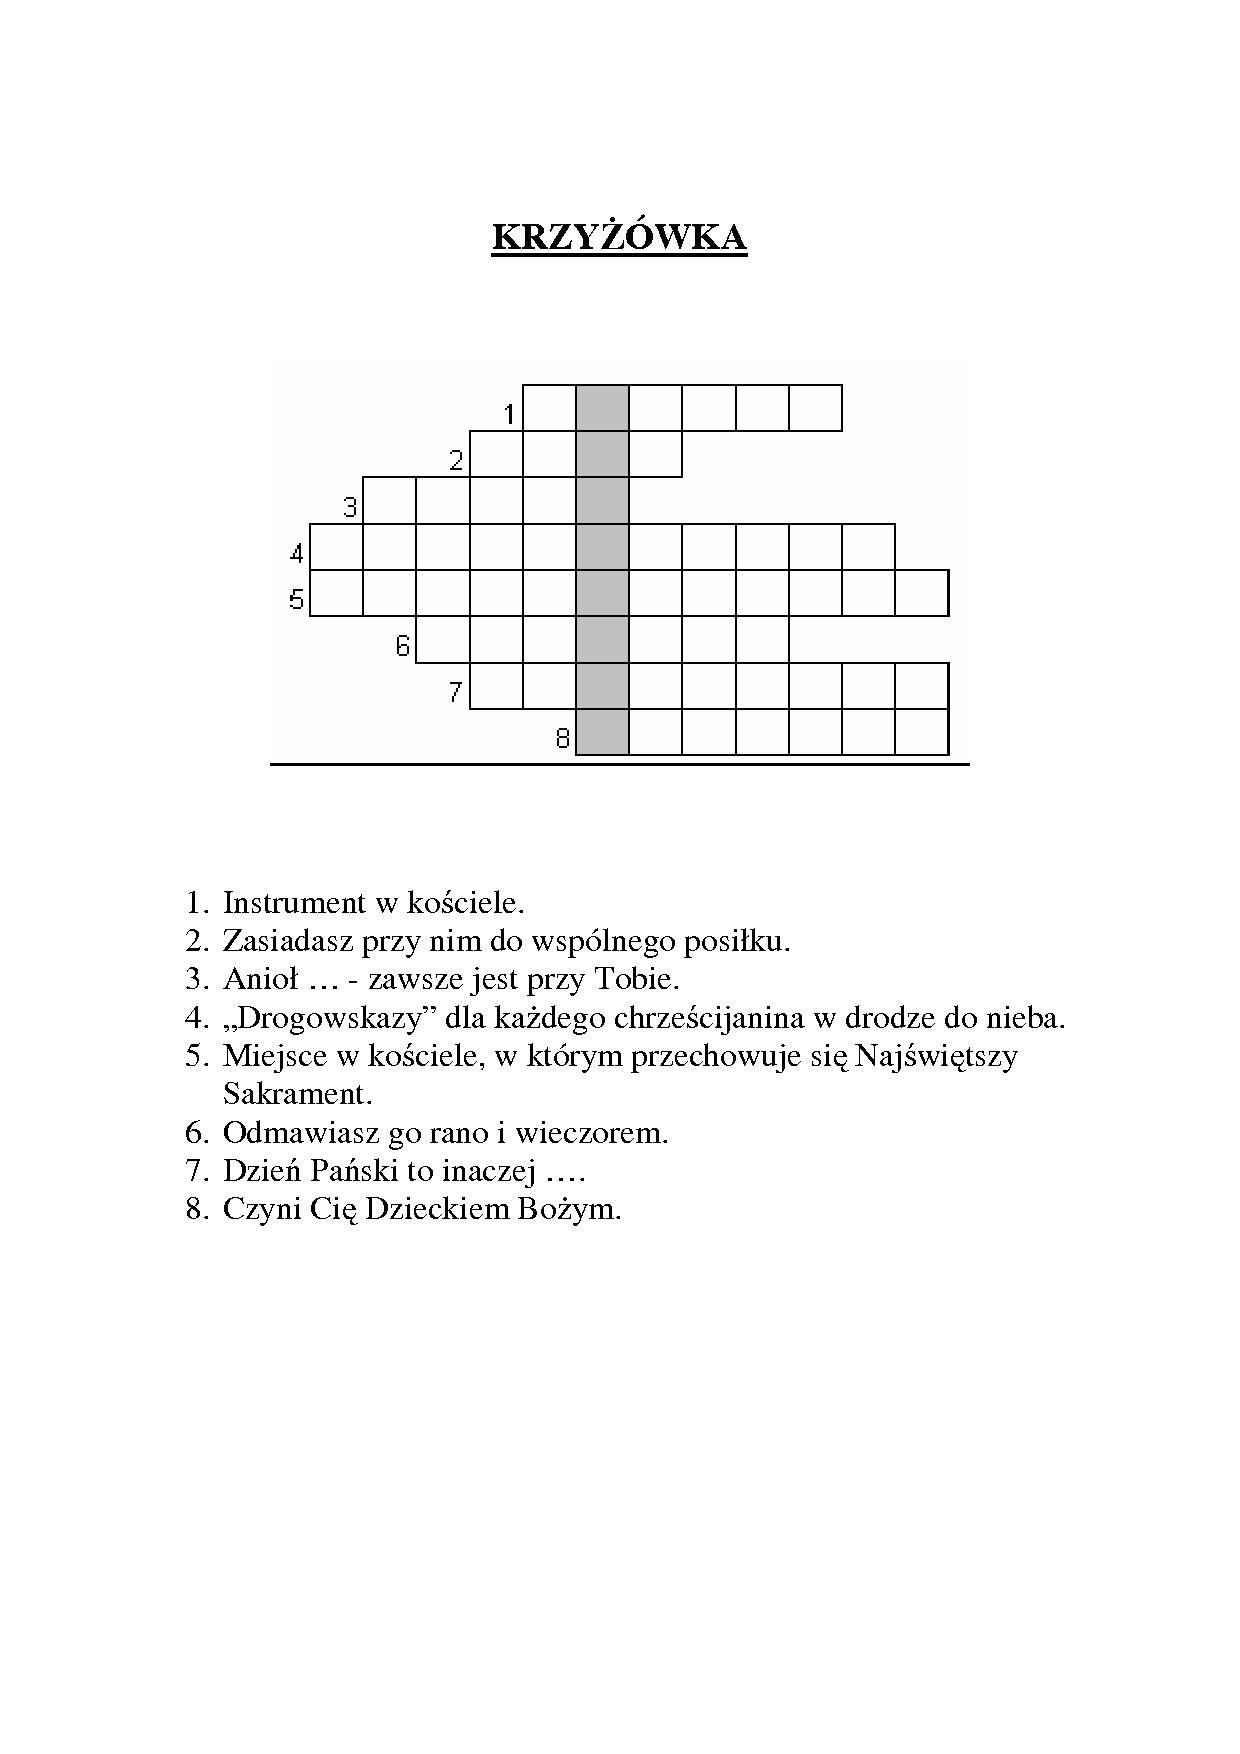 KRZYŻÓWKA
1
2
3
4
5
6
7
8
1. Instrument w kościele.
2. Zasiadasz przy nim do wspólnego posiłku.
3. Anioł … - zawsze jest przy Tobie.
4. „Drogowskazy” dla każdego chrześcijanina w drodze do nieba.
5. Miejsce w kościele, w którym przechowuje się Najświętszy
Sakrament.
6. Odmawiasz go rano i wieczorem.
7. Dzień Pański to inaczej ….
8. Czyni Cię Dzieckiem Bożym.